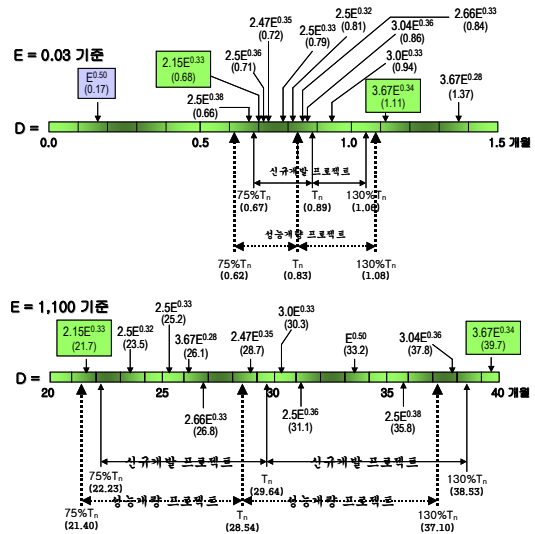 E = 0.03 기준
2.47E^0.35
(0.72)
2.5E^0.33
(0.79)
2.5E^0.32
(0.81)
2.66E^0.33
(0.84)
3.04E^0.36
(0.86)
2.5E^0.36
(0.71)
3.0E^0.33
(0.94)
2.15E^0.33
(0.68)
E^0.50
(0.17)
2.5E^0.38
(0.66)
3.67E^0.34
(1.11)
3.67E^0.28
(1.37)
D =
0.0 0.5 1.0 1.5 개월
신규개발 프로젝트
75%Tn Tn 130%Tn
(0.67) (0.89) (1.06)
성능개량 프로젝트
75%Tn Tn 130%Tn
(0.62) (0.83) (1.08)
E = 1,100 기준
2.15E^0.33
(21.7)
2.5E^0.32
(23.5)
2.5E^0.33
(25.2)
3.67E^0.28
(26.1)
2.47E^0.35
(28.7)
3.0E^0.33
(30.3)
E^0.50
(33.2)
3.04E^0.36
(37.8)
3.67E^0.34
(39.7)
D =
20 25 30 35 40 개월
2.66E^0.33
(26.8)
2.5E^0.36
(31.1)
2.5E^0.38
(35.8)
신규개발 프로젝트 신규개발 프로젝트
75%Tn Tn 130%Tn
(22.23) (29.64) (38.53)
성능개량 프로젝트 성능개량 프로젝트
75%Tn Tn 130%Tn
(21.40) (28.54) (37.10)